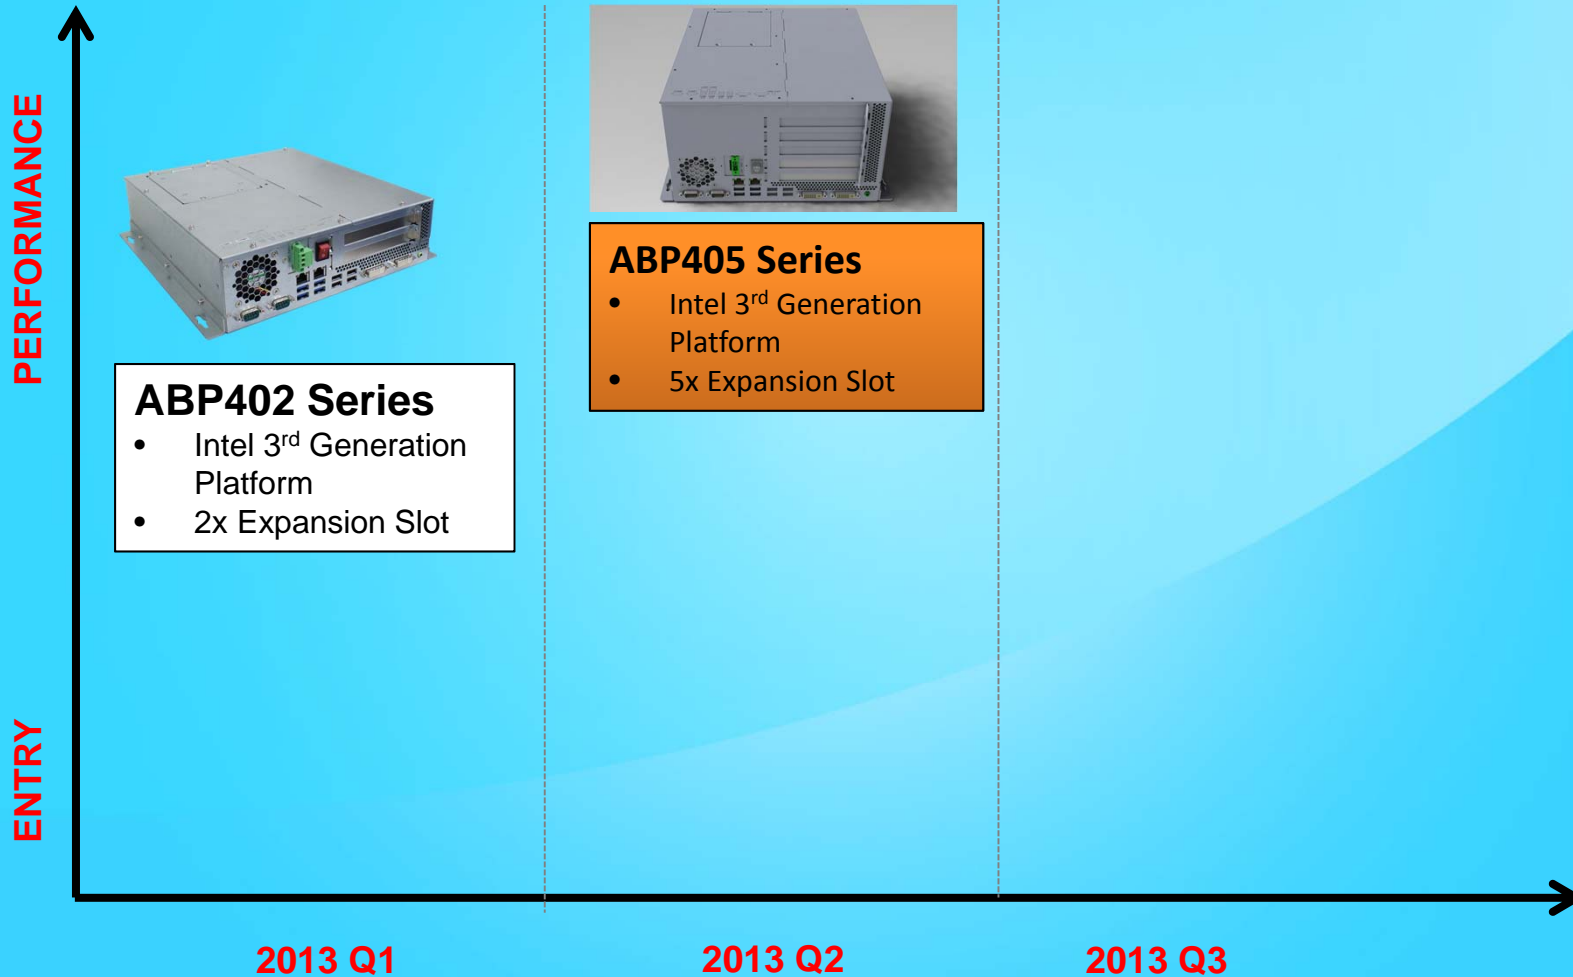 PERFORMANCE
ENTRY
ABP402 Series
• Intel 3rd Generation
Platform
• 2x Expansion Slot
ABP405 Series
• Intel 3rd Generation
Platform
• 5x Expansion Slot
2013 Q1
2013 Q2
2013 Q3